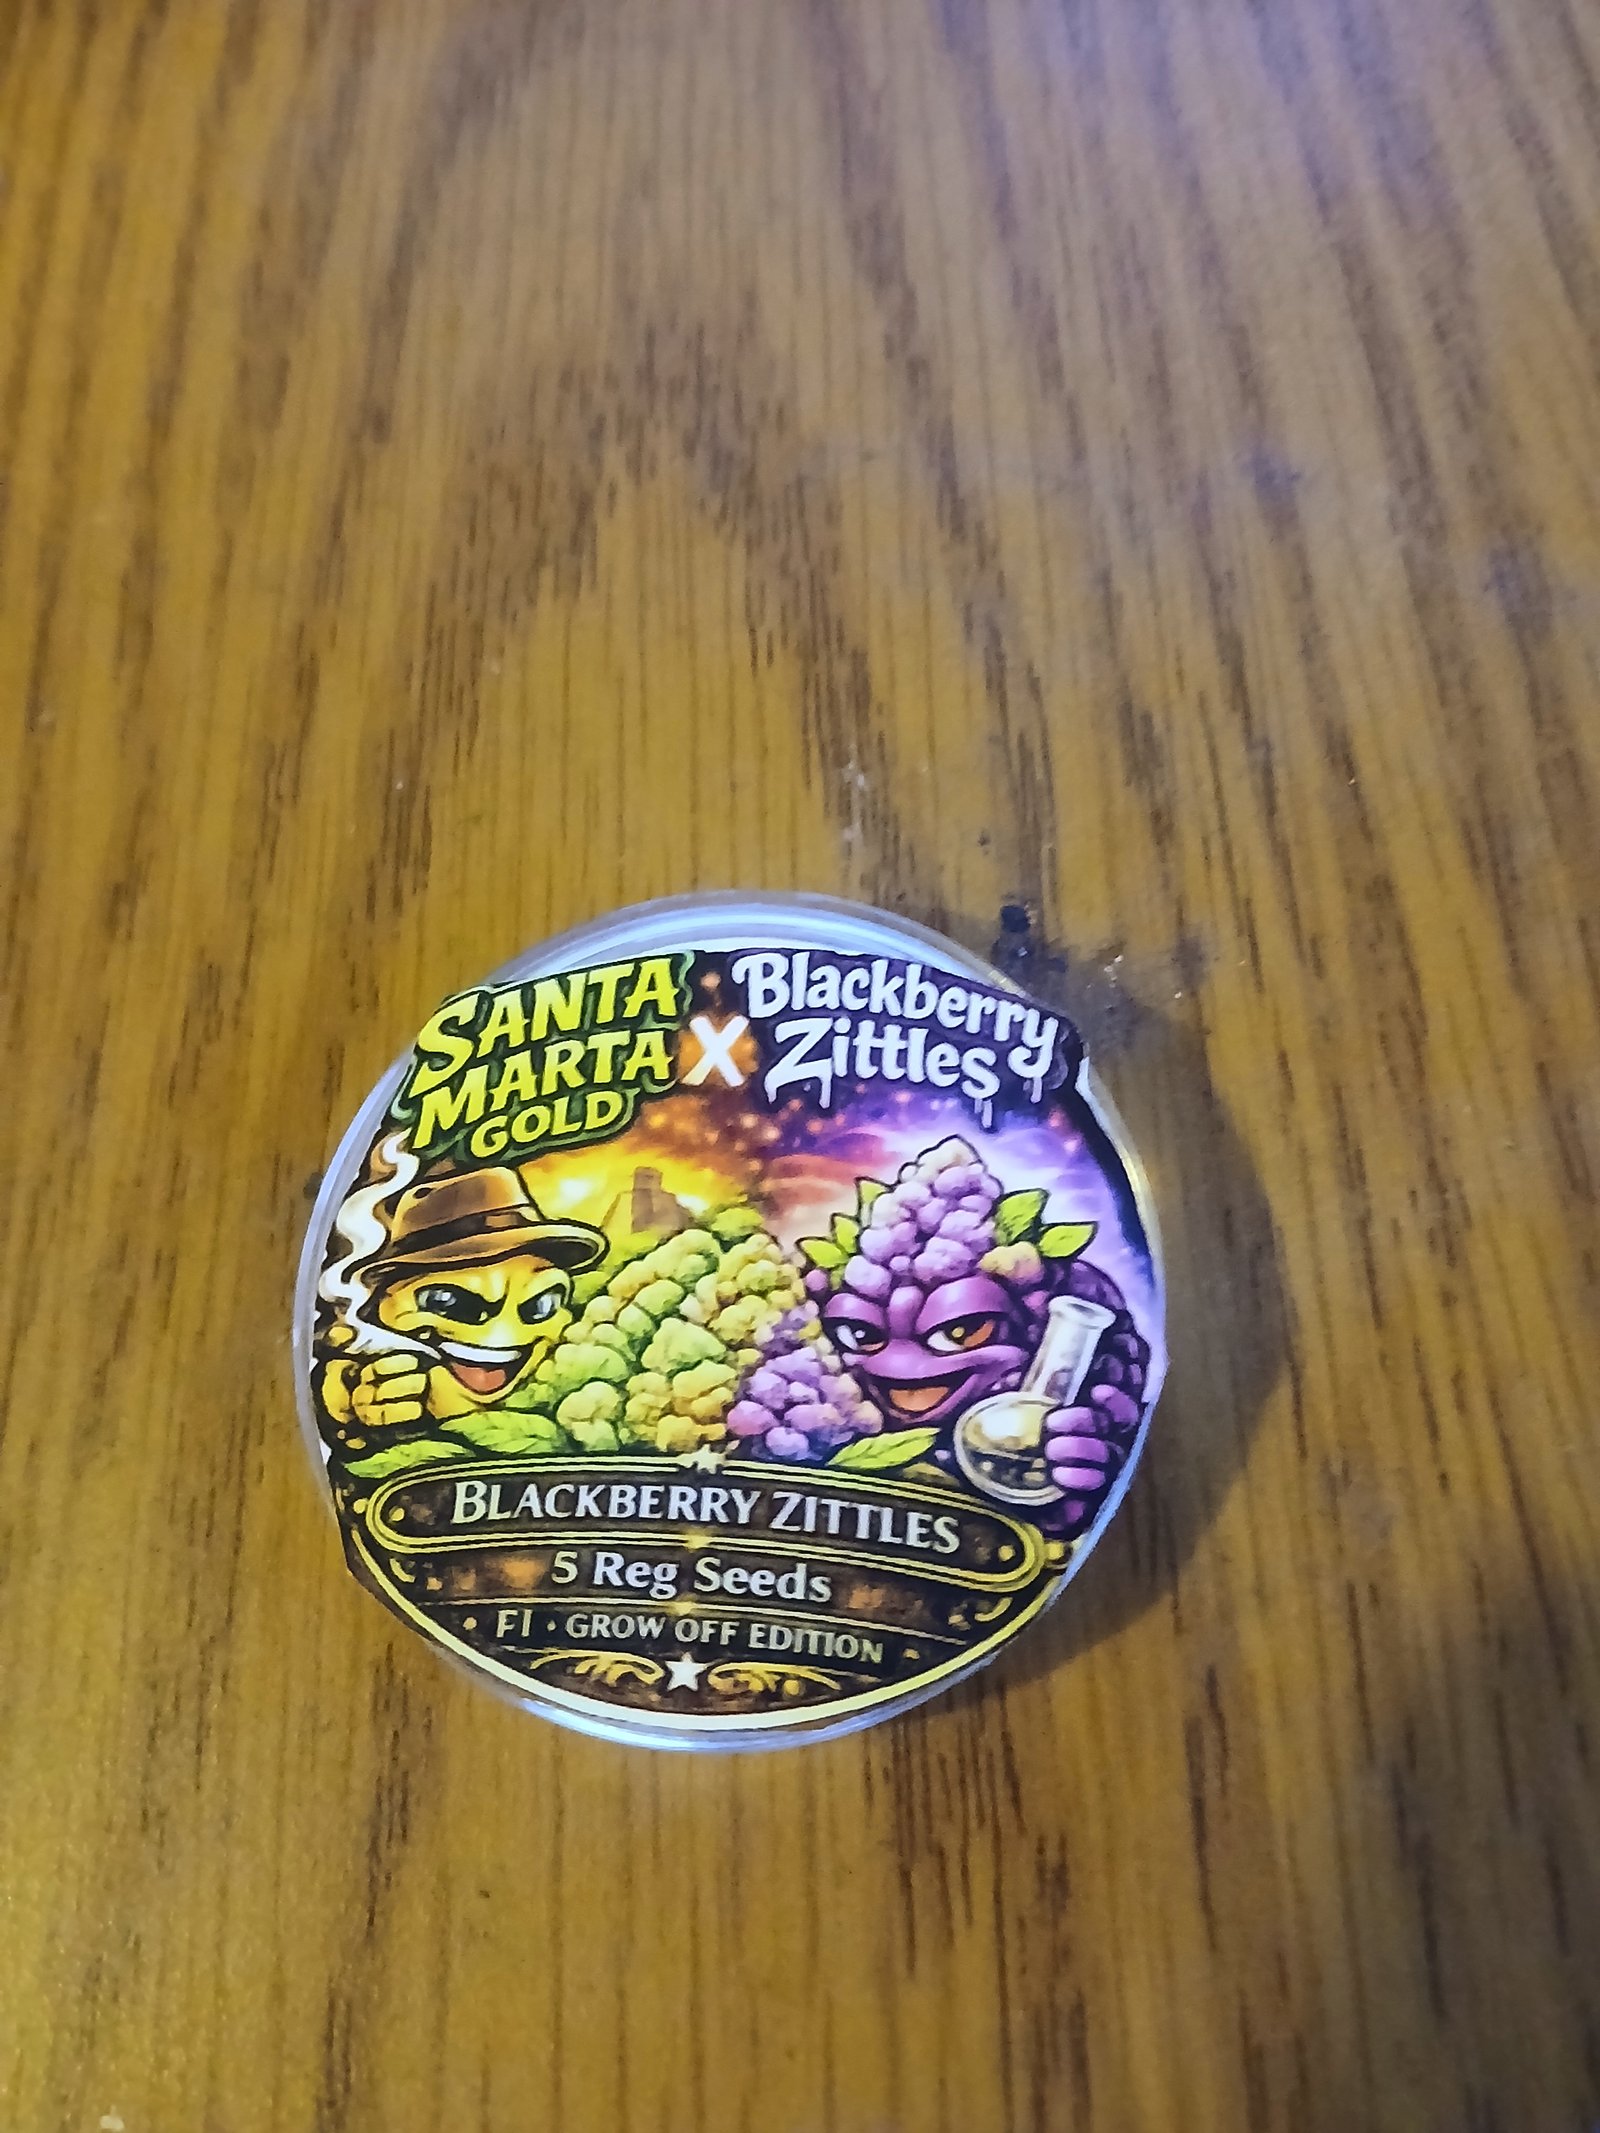 SANTA
MARTA
GOLD
X
Blackberry
Zittles
BLACKBERRY ZITTLES
5 Reg Seeds
• F1 • GROW OFF EDITION •